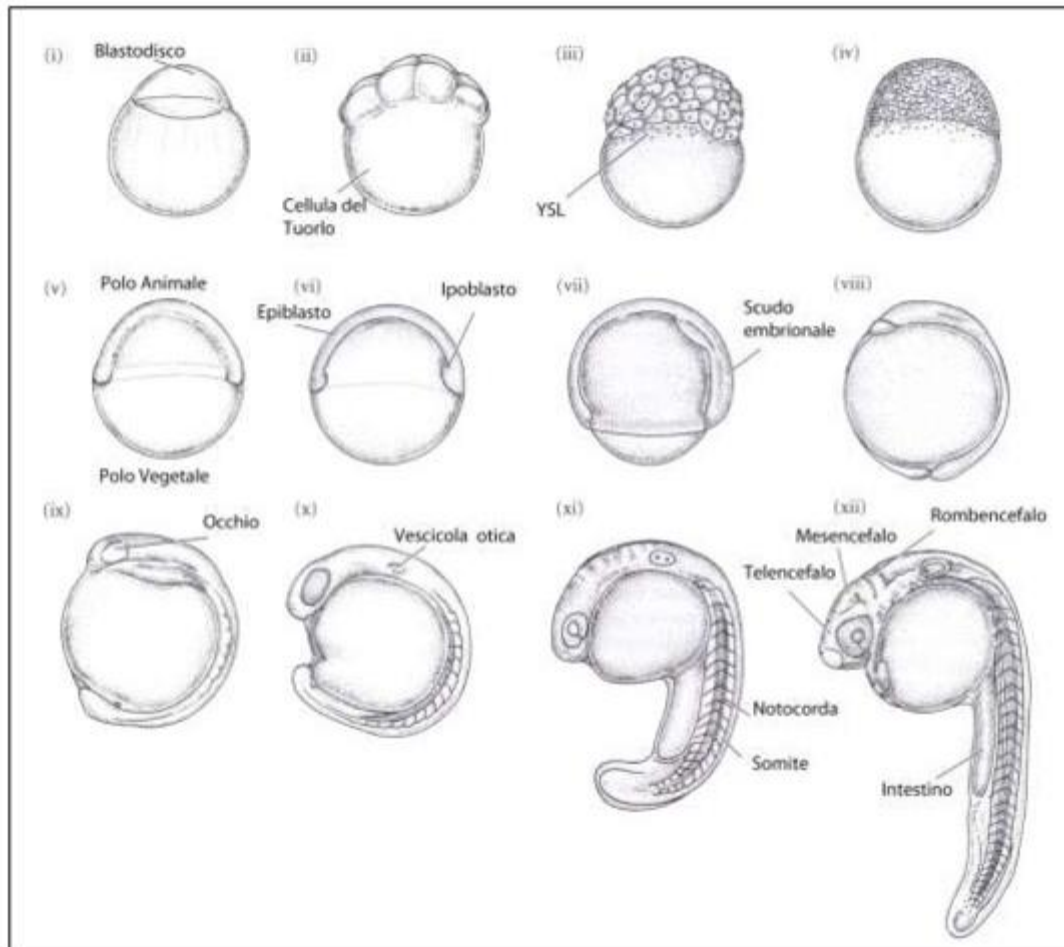 (i)
Blastodisco
(ii)
Cellula del
Tuorlo
(iii)
YSL
(iv)
(v)
Polo Animale
Polo Vegetale
(vi)
Epiblasto
Ipoblasto
(vii)
Scudo
embrionale
(viii)
(ix)
Occhio
(x)
Vescicola otica
(xi)
Notocorda
Somite
(xii)
Rombencefalo
Mesencefalo
Telencefalo
Intestino